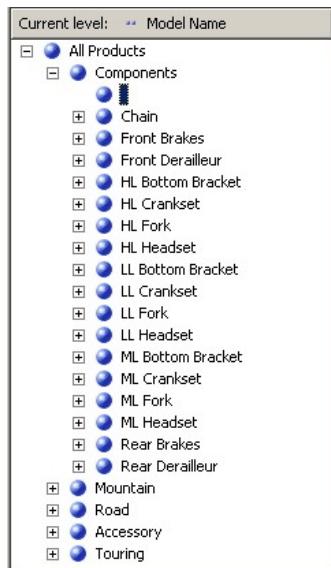 Current level: Model Name
All Products
Components
Chain
Front Brakes
Front Derailleur
HL Bottom Bracket
HL Crankset
HL Fork
HL Headset
LL Bottom Bracket
LL Crankset
LL Fork
LL Headset
ML Bottom Bracket
ML Crankset
ML Fork
ML Headset
Rear Brakes
Rear Derailleur
Mountain
Road
Accessory
Touring